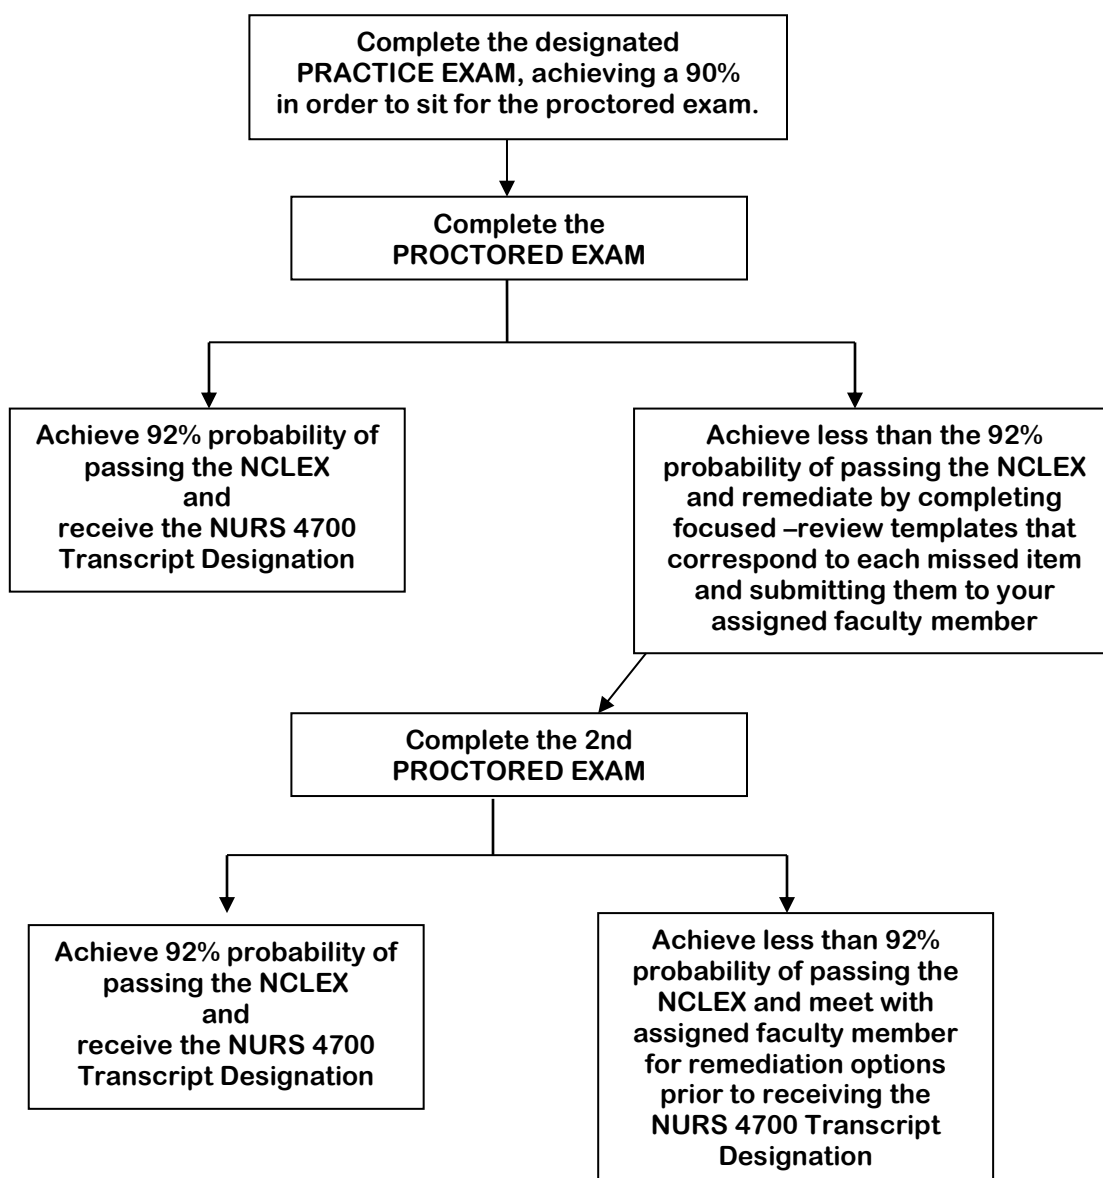 Complete the designated
PRACTICE EXAM, achieving a 90%
in order to sit for the proctored exam.
Complete the
PROCTORED EXAM
Achieve 92% probability of
passing the NCLEX
and
receive the NURS 4700
Transcript Designation
Achieve less than the 92%
probability of passing the NCLEX
and remediate by completing
focused –review templates that
correspond to each missed item
and submitting them to your
assigned faculty member
Complete the 2nd
PROCTORED EXAM
Achieve 92% probability of
passing the NCLEX
and
receive the NURS 4700
Transcript Designation
Achieve less than 92%
probability of passing the
NCLEX and meet with
assigned faculty member
for remediation options
prior to receiving the
NURS 4700 Transcript
Designation